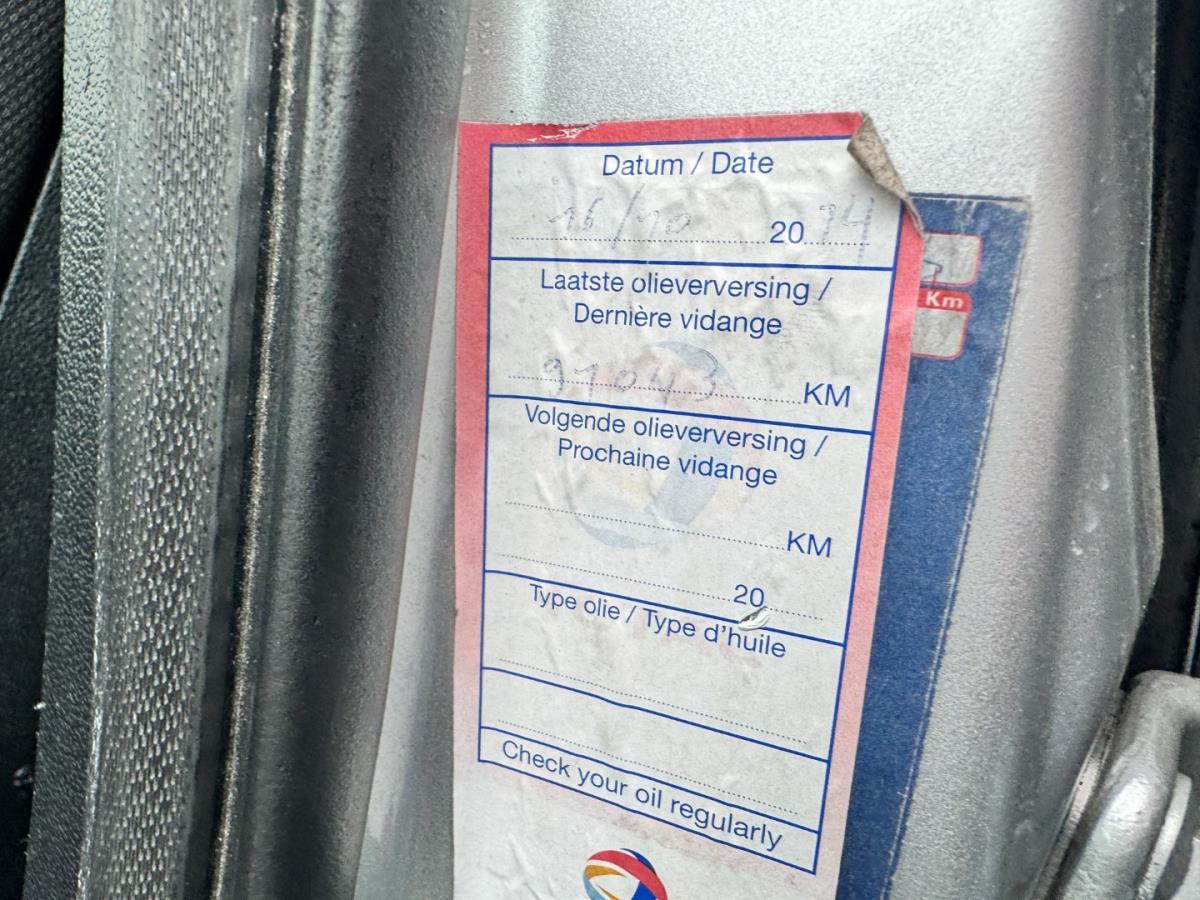 Datum / Date
16/10 2014
Laatste olieverversing /
Dernière vidange
91043 KM
Volgende olieverversing /
Prochaine vidange
KM
20
Type olie / Type d'huile
Check your oil regularly
Km